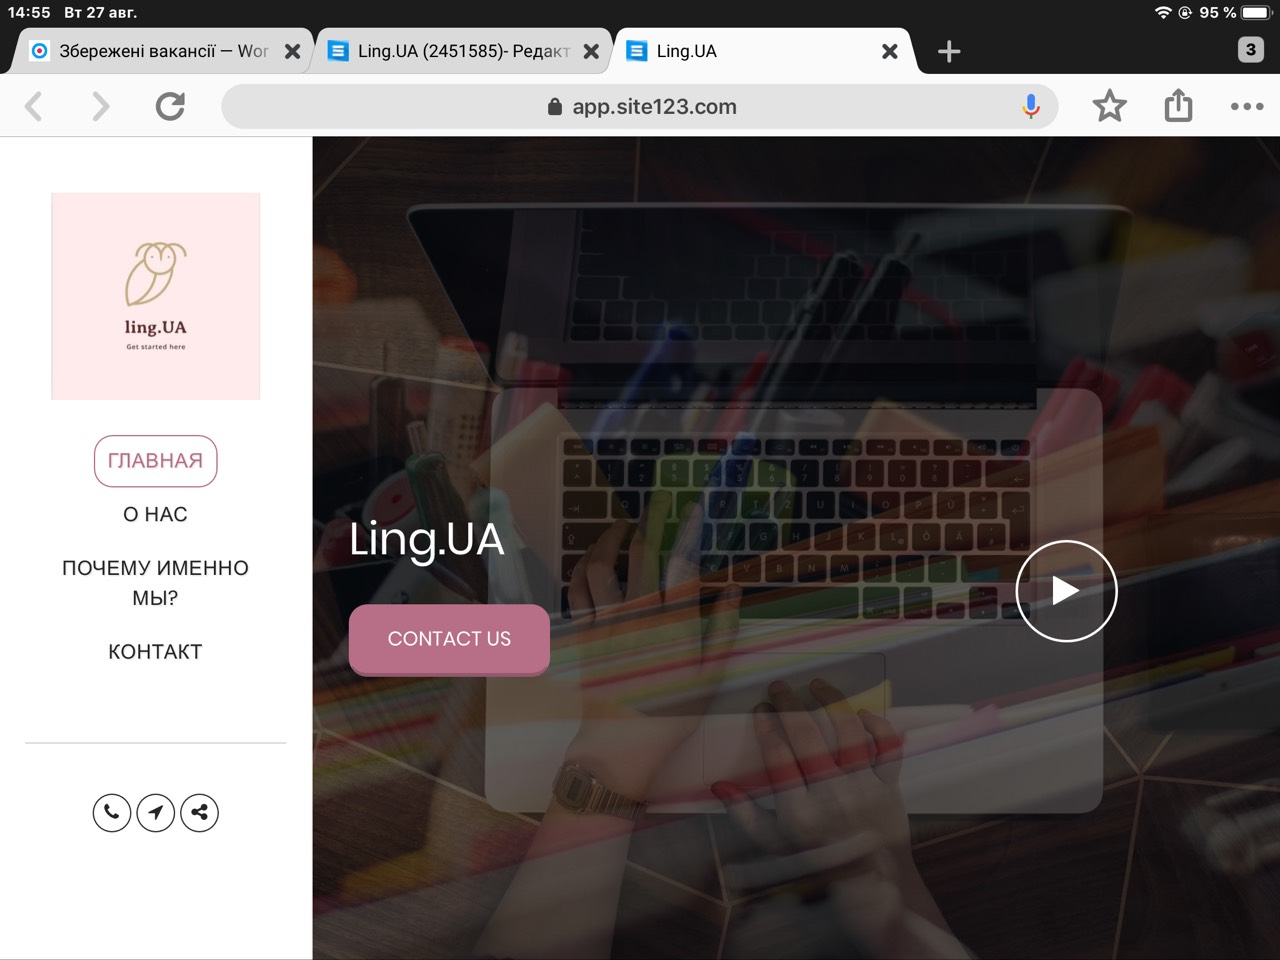 14:55 Вт 27 авг. 95 %
Збережені вакансії — Wor Ling.UA (2451585)- Редакт Ling.UA 3
app.site123.com
ling.UA
Get started here
ГЛАВНАЯ
О НАС
ПОЧЕМУ ИМЕННО
МЫ?
КОНТАКТ
Ling.UA
CONTACT US